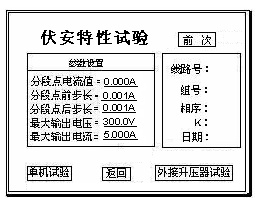 伏安特性试验
前 次
参数设置
分段点电流值=0.000A
分段点前步长=0.001A
分段点后步长=0.001A
最大输出电压=300.0V
最大输出电流=5.000A
线路号：
组号：
相序：
K：
日期：
单机试验
返回
外接升压器试验